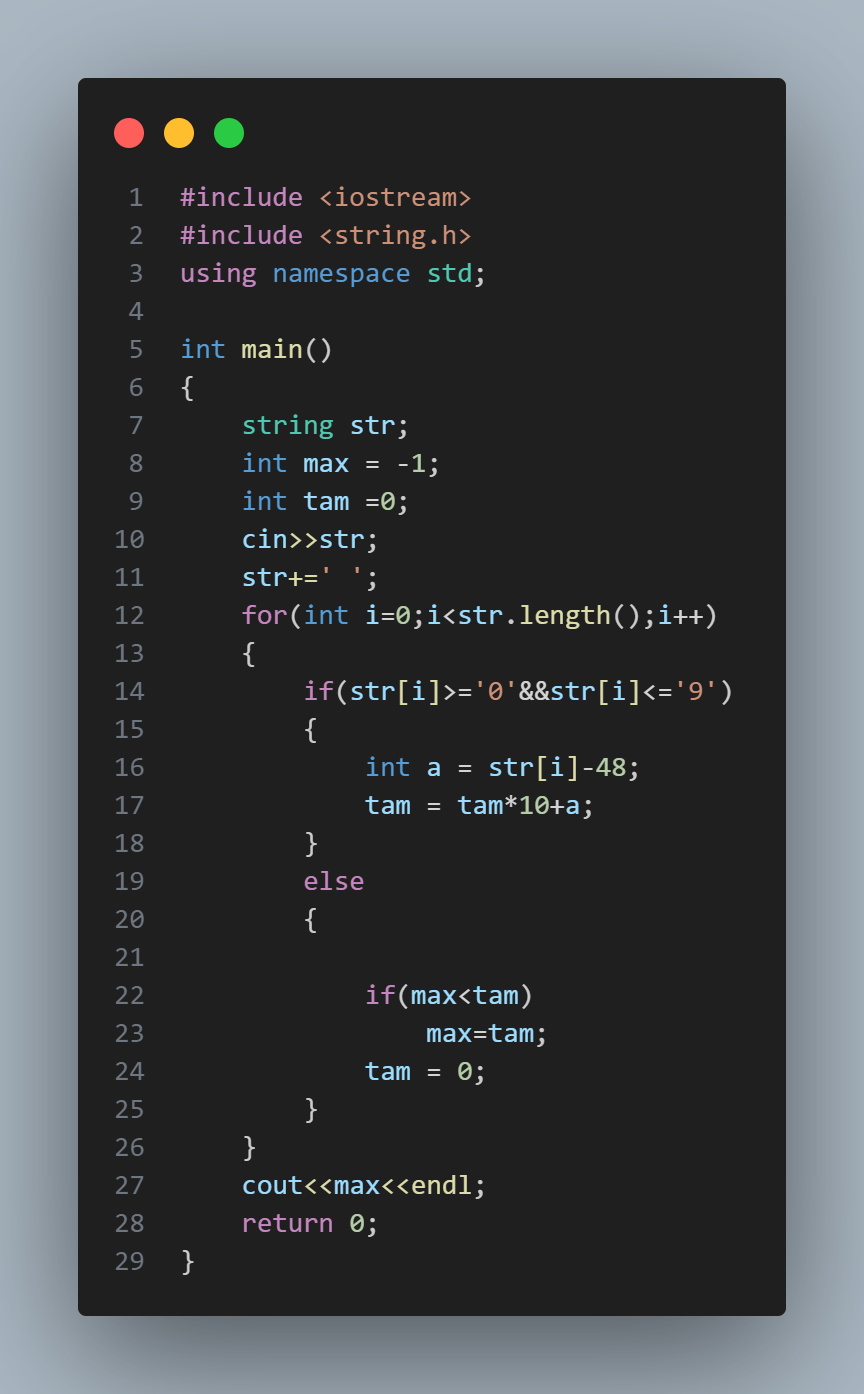 1 #include <iostream>
2 #include <string.h>
3 using namespace std;
4
5 int main()
6 {
7     string str;
8     int max = -1;
9     int tam =0;
10     cin>>str;
11     str+=' ';
12     for(int i=0;i<str.length();i++)
13     {
14         if(str[i]>='0'&&str[i]<='9')
15         {
16             int a = str[i]-48;
17             tam = tam*10+a;
18         }
19         else
20         {
21
22             if(max<tam)
23                 max=tam;
24             tam = 0;
25         }
26     }
27     cout<<max<<endl;
28     return 0;
29 }